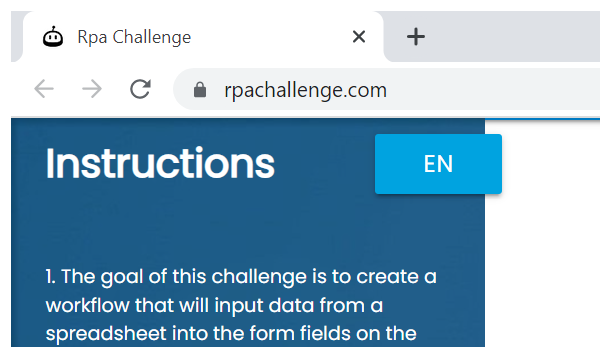 Rpa Challenge
rpachallenge.com
Instructions
EN
1. The goal of this challenge is to create a
workflow that will input data from a
spreadsheet into the form fields on the